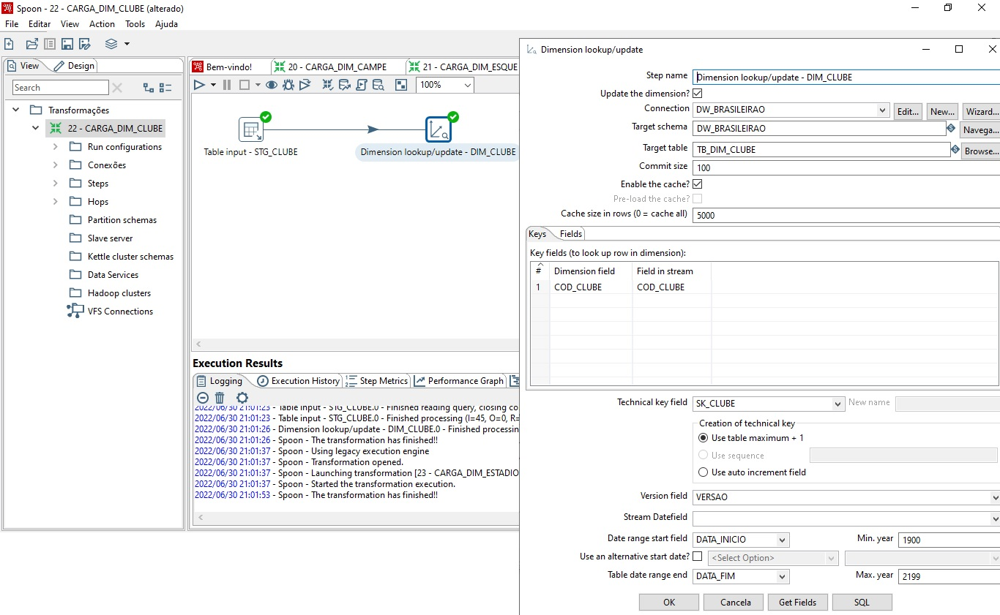 Spoon - 22 - CARGA_DIM_CLUBE (alterado)
File Editar View Action Tools Ajuda
View Design
Search
Transformações
22 - CARGA_DIM_CLUBE
Run configurations
Conexões
Steps
Hops
Partition schemas
Slave server
Kettle cluster schemas
Data Services
Hadoop clusters
VFS Connections
Bem-vindo! 20 - CARGA_DIM_CAMPE 21 - CARGA_DIM_ESQUE
100%
Table input - STG_CLUBE
Dimension lookup/update - DIM_CLUBE
Execution Results
Logging Execution History Step Metrics Performance Graph
2022/06/30 21:01:23 - Table input - STG_CLUBE.0 - Finished reading query, closing co
2022/06/30 21:01:23 - Table input - STG_CLUBE.0 - Finished processing (I=45, O=0, R=
2022/06/30 21:01:26 - Dimension lookup/update - DIM_CLUBE.0 - Finished processin
2022/06/30 21:01:26 - Spoon - The transformation has finished!!
2022/06/30 21:01:37 - Spoon - Using legacy execution engine
2022/06/30 21:01:37 - Spoon - Transformation opened.
2022/06/30 21:01:37 - Spoon - Launching transformation [23 - CARGA_DIM_ESTADIO
2022/06/30 21:01:37 - Spoon - Started the transformation execution.
2022/06/30 21:01:53 - Spoon - The transformation has finished!!
Dimension lookup/update
Step name Dimension lookup/update - DIM_CLUBE
Update the dimension?
Connection DW_BRASILEIRAO Edit... New... Wizard...
Target schema DW_BRASILEIRAO Navega...
Target table TB_DIM_CLUBE Browse...
Commit size 100
Enable the cache?
Pre-load the cache?
Cache size in rows (0 = cache all) 5000
Keys Fields
Key fields (to look up row in dimension):
# Dimension field Field in stream
1 COD_CLUBE COD_CLUBE
Technical key field SK_CLUBE New name
Creation of technical key
Use table maximum + 1
Use sequence
Use auto increment field
Version field VERSAO
Stream Datefield
Date range start field DATA_INICIO Min. year 1900
Use an alternative start date? <Select Option>
Table date range end DATA_FIM Max. year 2199
OK Cancela Get Fields SQL